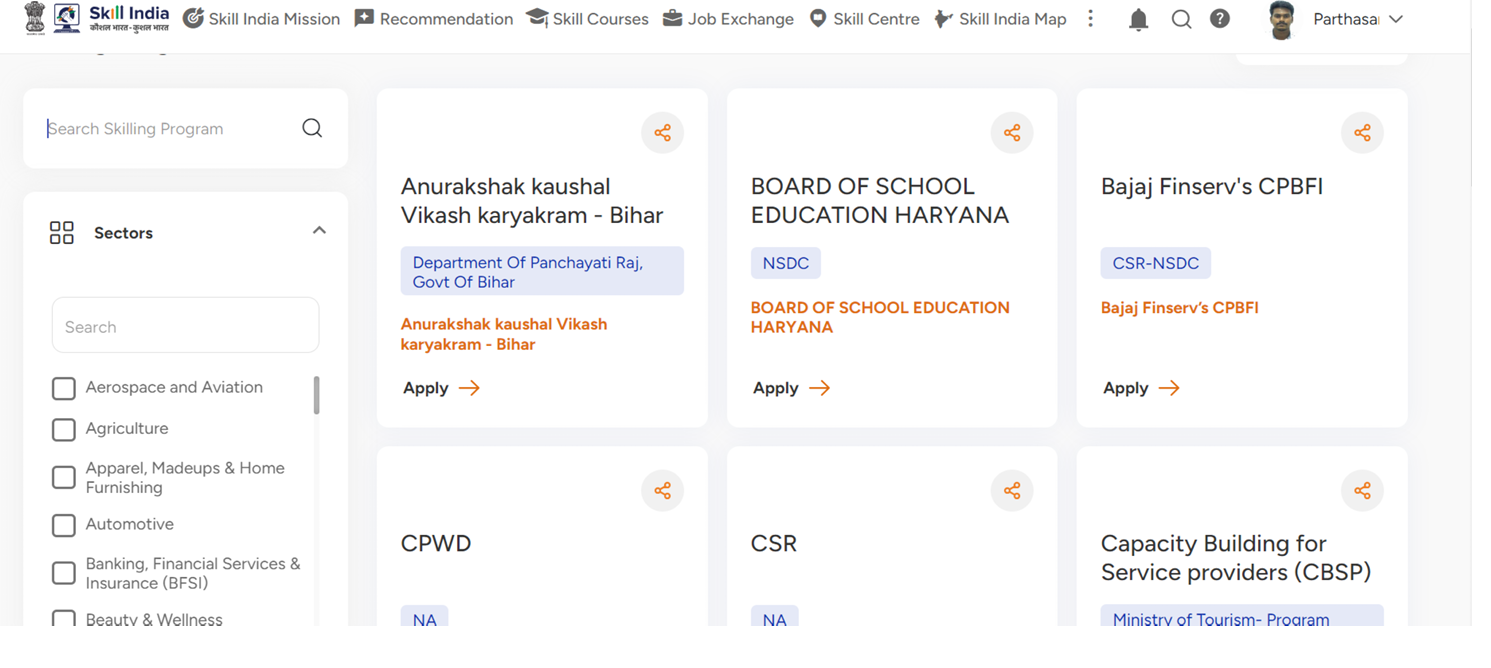 Skill India
कौशल भारत-कुशल भारत
Skill India Mission
Recommendation
Skill Courses
Job Exchange
Skill Centre
Skill India Map
Parthasa
Search Skilling Program
Sectors
Search
Aerospace and Aviation
Agriculture
Apparel, Madeups & Home
Furnishing
Automotive
Banking, Financial Services &
Insurance (BFSI)
Beauty & Wellness
Anurakshak kaushal
Vikash karyakram - Bihar
Department Of Panchayati Raj,
Govt Of Bihar
Anurakshak kaushal Vikash
karyakram - Bihar
Apply
BOARD OF SCHOOL
EDUCATION HARYANA
NSDC
BOARD OF SCHOOL EDUCATION
HARYANA
Apply
Bajaj Finserv's CPBFI
CSR-NSDC
Bajaj Finserv’s CPBFI
Apply
CPWD
NA
CSR
NA
Capacity Building for
Service providers (CBSP)
Ministry of Tourism- Program